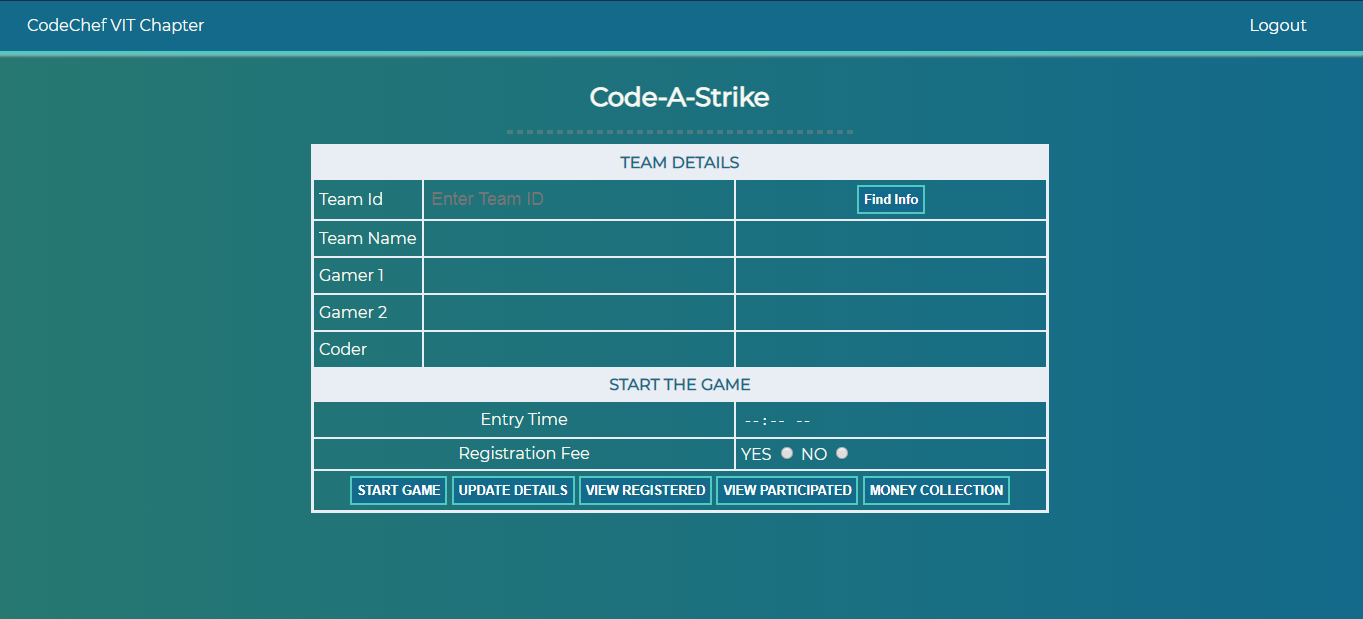 CodeChef VIT Chapter Logout
Code-A-Strike
TEAM DETAILS
Team Id Enter Team ID Find Info
Team Name
Gamer 1
Gamer 2
Coder
START THE GAME
Entry Time --:-- --
Registration Fee YES NO
START GAME UPDATE DETAILS VIEW REGISTERED VIEW PARTICIPATED MONEY COLLECTION